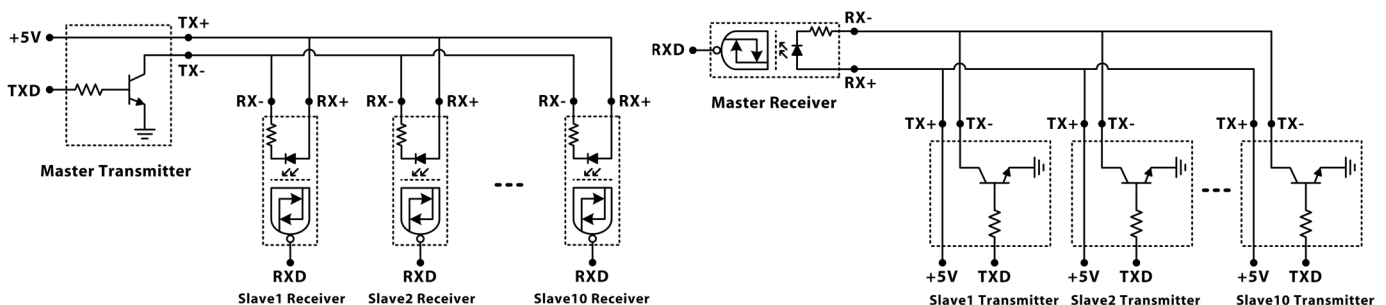 TX+
+5V
TX-
TXD
Master Transmitter
RX- RX+ RX- RX+ RX- RX+
RXD RXD RXD
Slave1 Receiver Slave2 Receiver Slave10 Receiver
RX-
RXD
RX+
Master Receiver
TX+ TX- TX+ TX- TX+ TX-
+5V TXD +5V TXD +5V TXD
Slave1 Transmitter Slave2 Transmitter Slave10 Transmitter